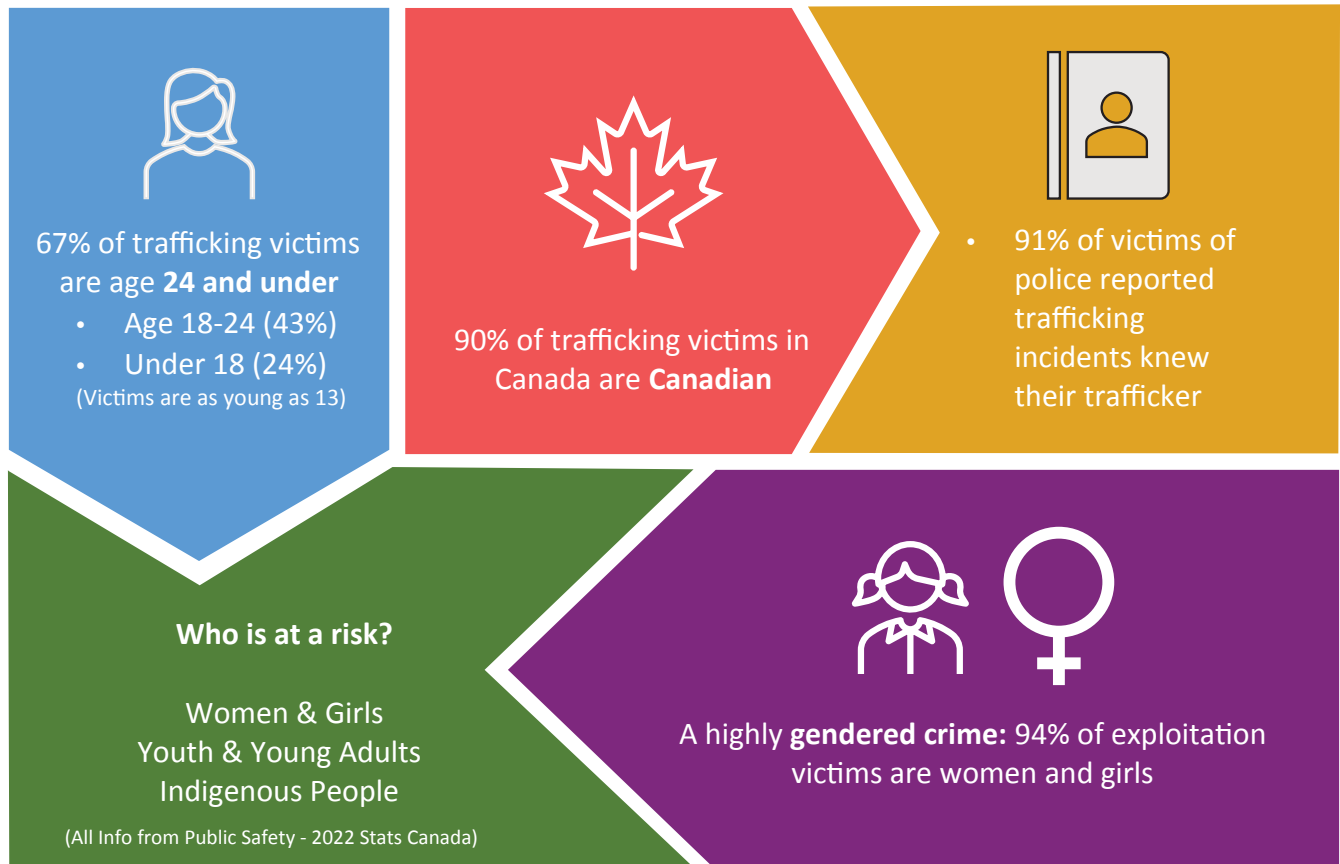 67% of trafficking victims
are age 24 and under
• Age 18-24 (43%)
• Under 18 (24%)
(Victims are as young as 13)
90% of trafficking victims in
Canada are Canadian
• 91% of victims of
police reported
trafficking
incidents knew
their trafficker
Who is at a risk?
Women & Girls
Youth & Young Adults
Indigenous People
(All Info from Public Safety - 2022 Stats Canada)
A highly gendered crime: 94% of exploitation
victims are women and girls